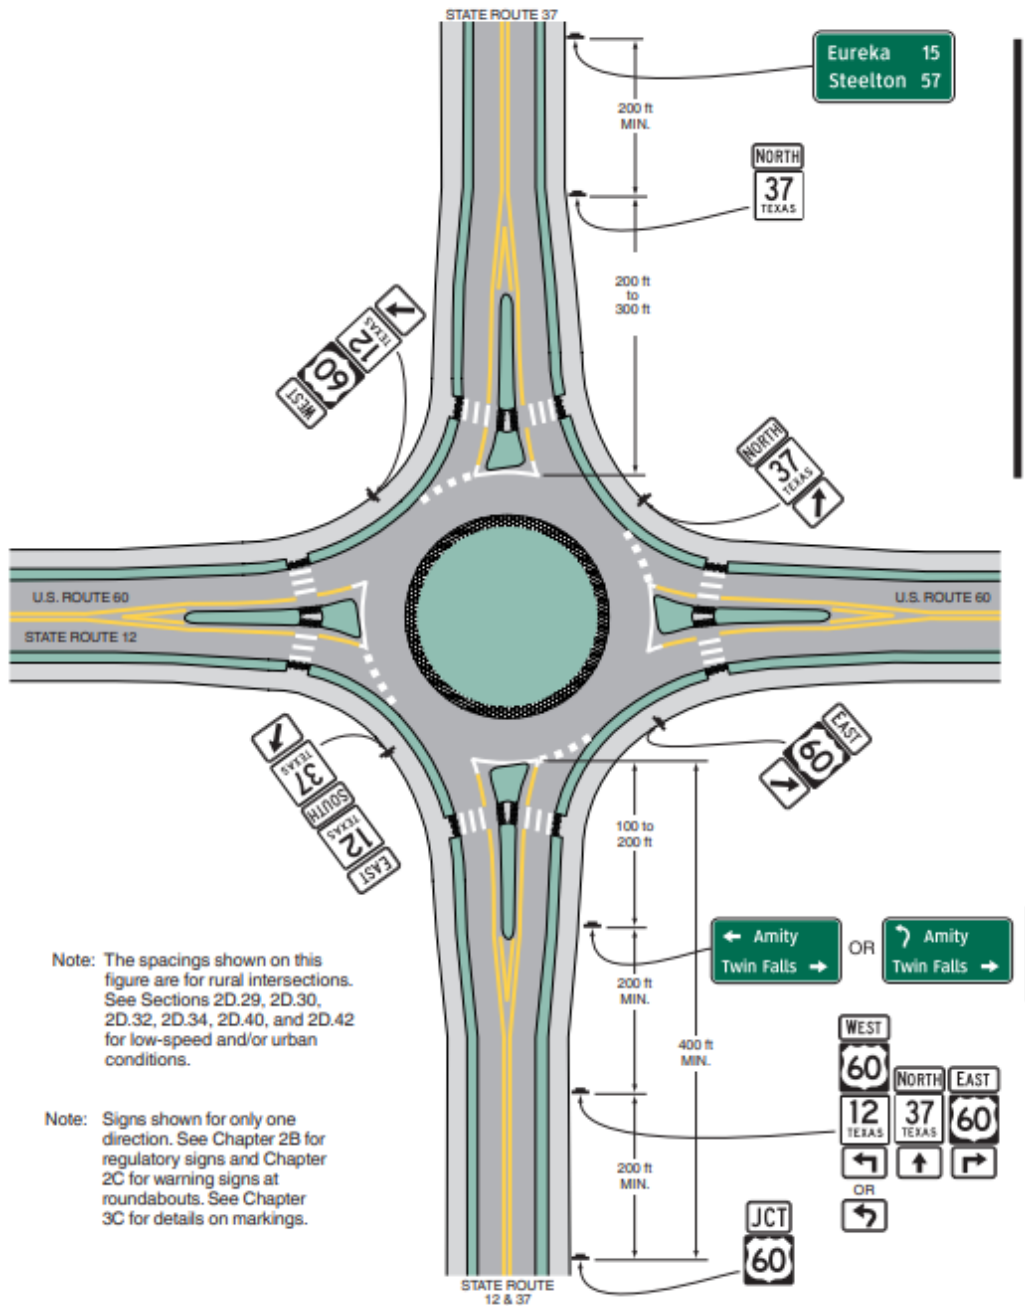 STATE ROUTE 37
Eureka 15
Steelton 57
200 ft
MIN.
NORTH
37
TEXAS
200 ft
to
300 ft
12
TEXAS
60
WEST
NORTH
37
TEXAS
U.S. ROUTE 60
STATE ROUTE 12
U.S. ROUTE 60
37
TEXAS
SOUTH
12
TEXAS
EAST
EAST
60
100 to
200 ft
← Amity
Twin Falls →
OR
Amity
Twin Falls →
200 ft
MIN.
400 ft
MIN.
WEST
60
12
TEXAS
NORTH
37
TEXAS
EAST
60
OR
200 ft
MIN.
JCT
60
STATE ROUTE
12 & 37
Note: The spacings shown on this
figure are for rural intersections.
See Sections 2D.29, 2D.30,
2D.32, 2D.34, 2D.40, and 2D.42
for low-speed and/or urban
conditions.
Note: Signs shown for only one
direction. See Chapter 2B for
regulatory signs and Chapter
2C for warning signs at
roundabouts. See Chapter
3C for details on markings.